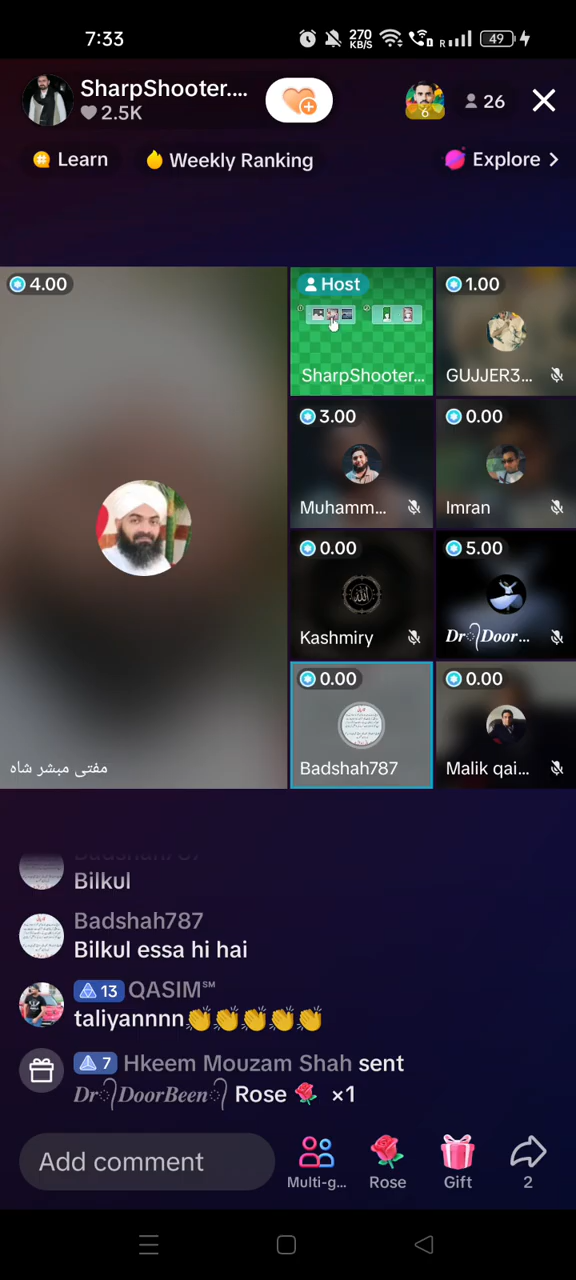 7:33
270
KB/S
R
49
SharpShooter....
2.5K
6
26
Learn
Weekly Ranking
Explore >
4.00
Host
SharpShooter...
1.00
GUJJER3...
3.00
Muhamm...
0.00
Imran
0.00
Kashmiry
5.00
Dr᭄Door...
0.00
Badshah787
0.00
Malik qai...
مفتی مبشر شاہ
Badshah787
Bilkul
Badshah787
Bilkul essa hi hai
13 QASIM℠
taliyannnn👏👏👏👏👏
7 Hkeem Mouzam Shah sent
Dr᭄DoorBeen᭄ Rose 🌹 ×1
Add comment
Multi-g...
Rose
Gift
2